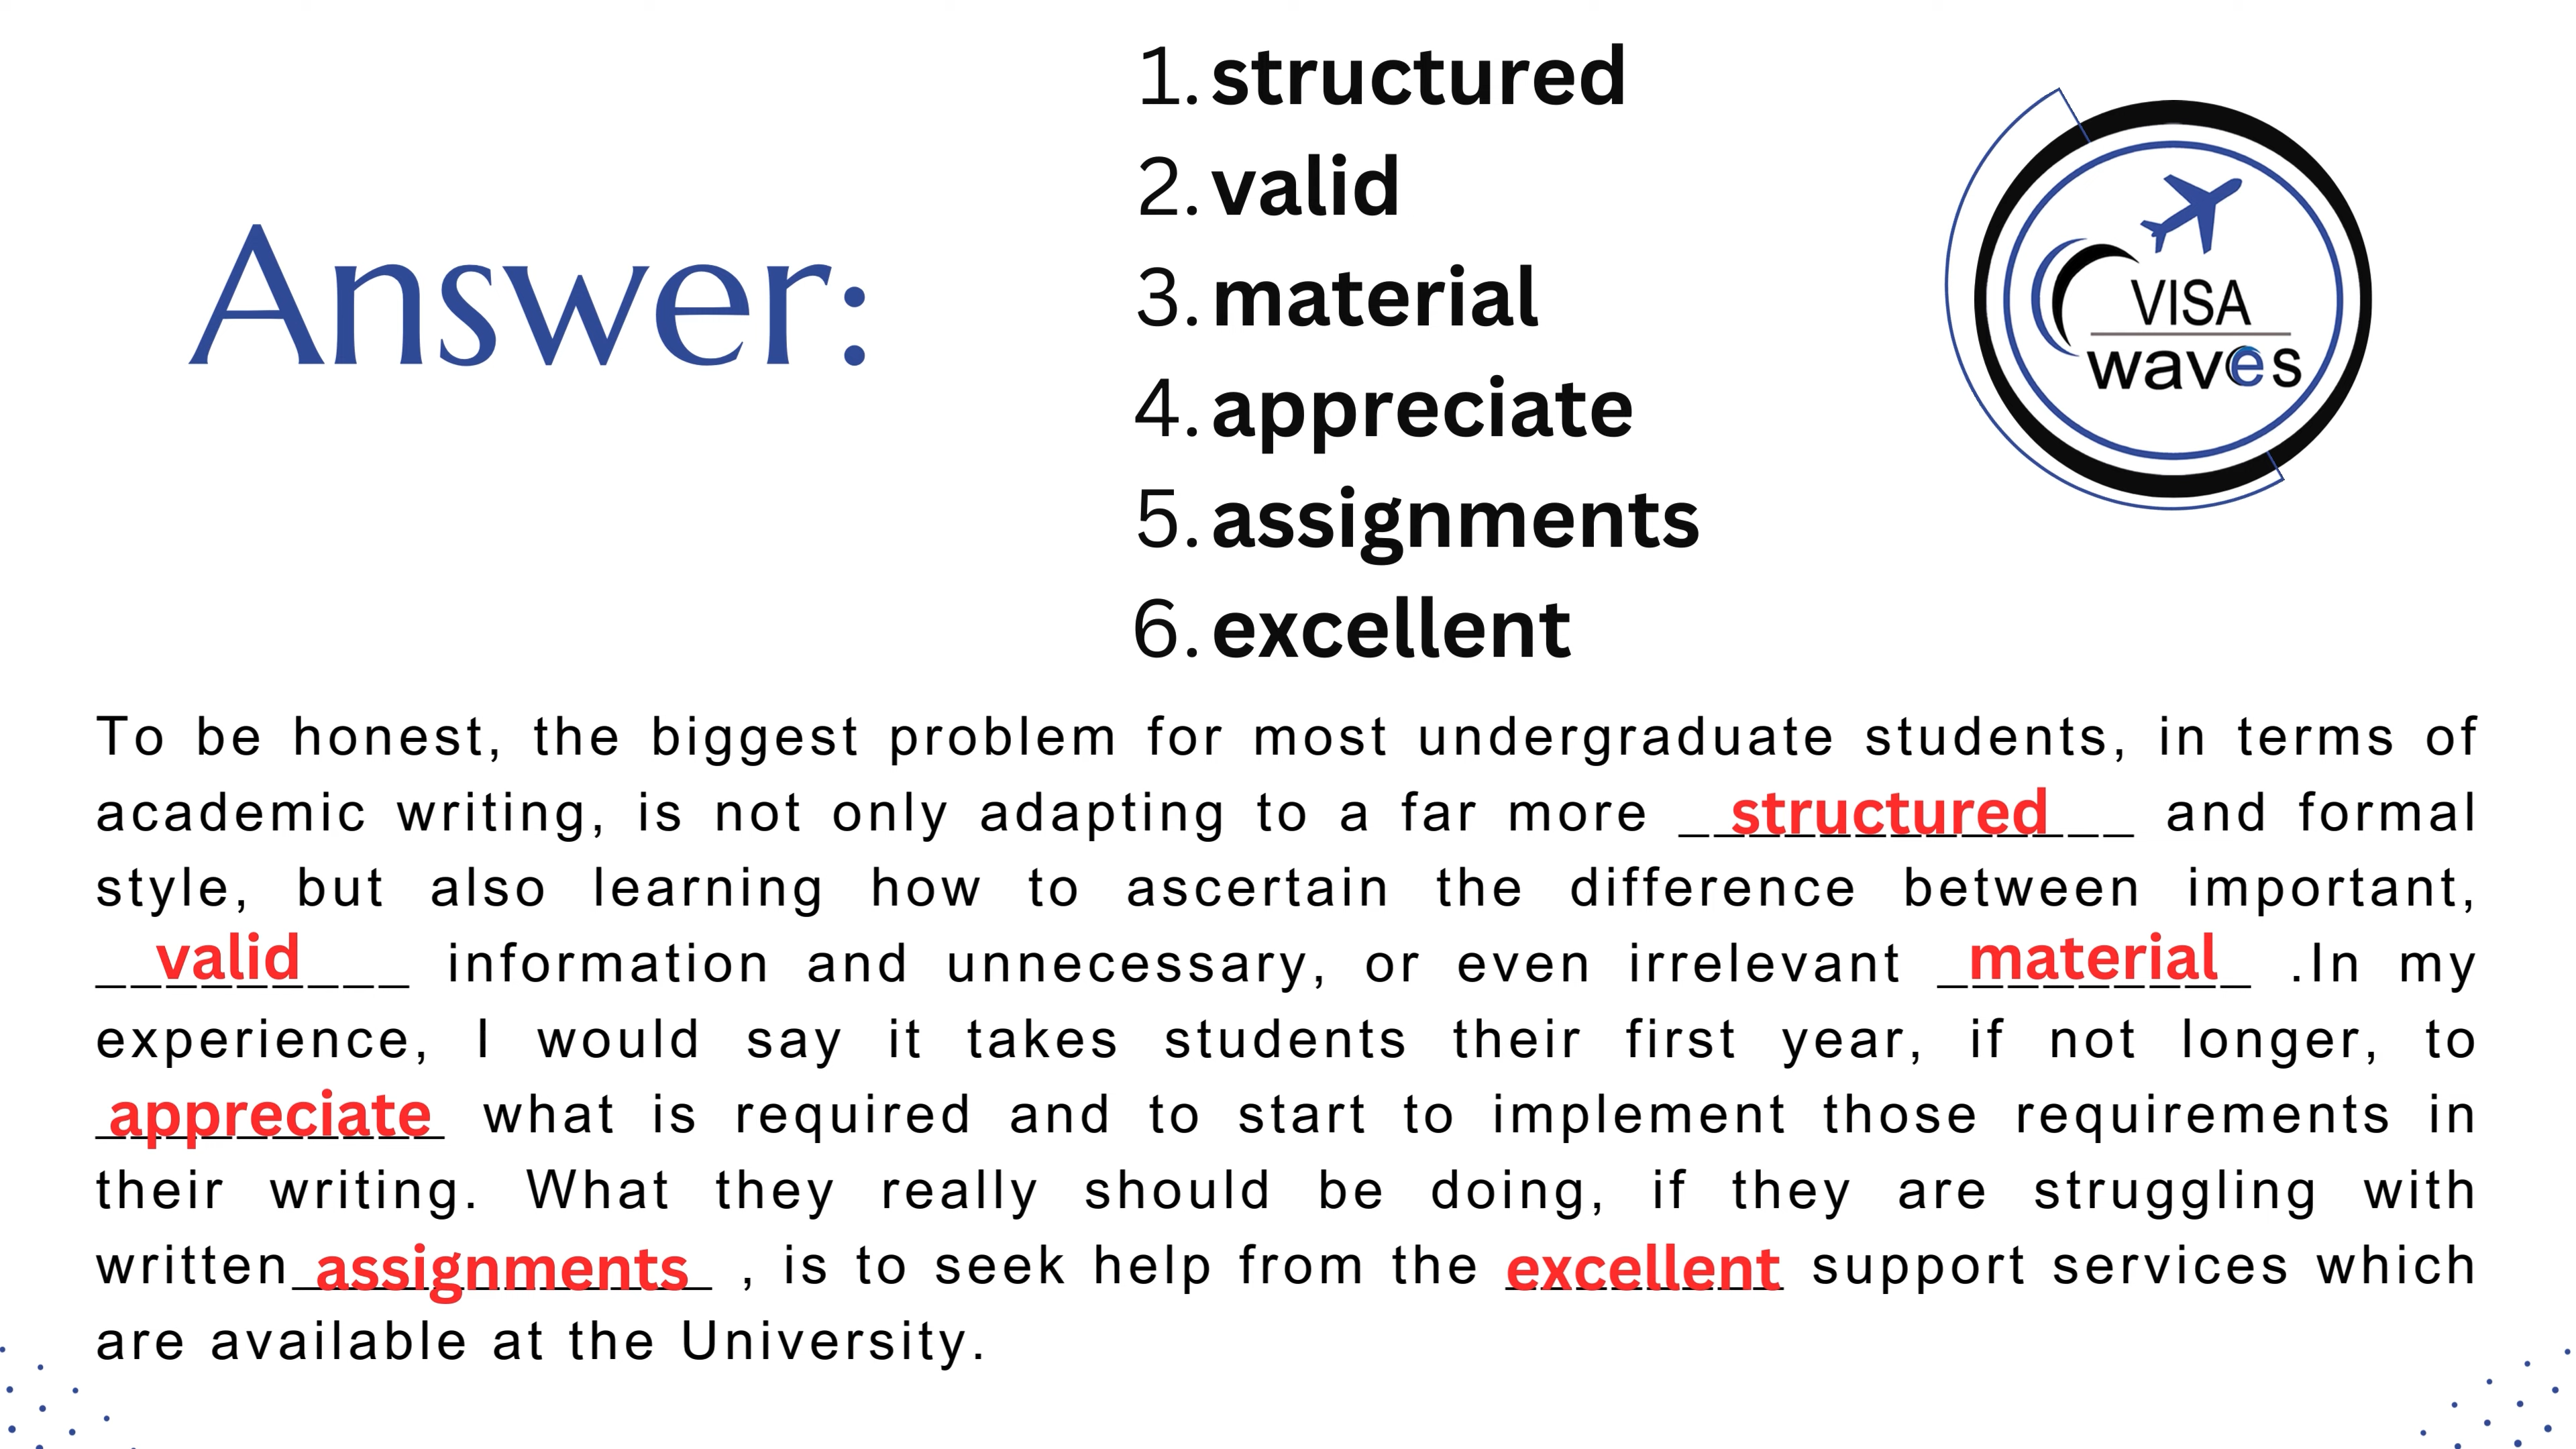 Answer:
1. structured
2. valid
3. material
4. appreciate
5. assignments
6. excellent
VISA
waves
To be honest, the biggest problem for most undergraduate students, in terms of
academic writing, is not only adapting to a far more _structured_ and formal
style, but also learning how to ascertain the difference between important,
_valid_ information and unnecessary, or even irrelevant _material_ .In my
experience, I would say it takes students their first year, if not longer, to
_appreciate_ what is required and to start to implement those requirements in
their writing. What they really should be doing, if they are struggling with
written_assignments_ , is to seek help from the _excellent_ support services which
are available at the University.